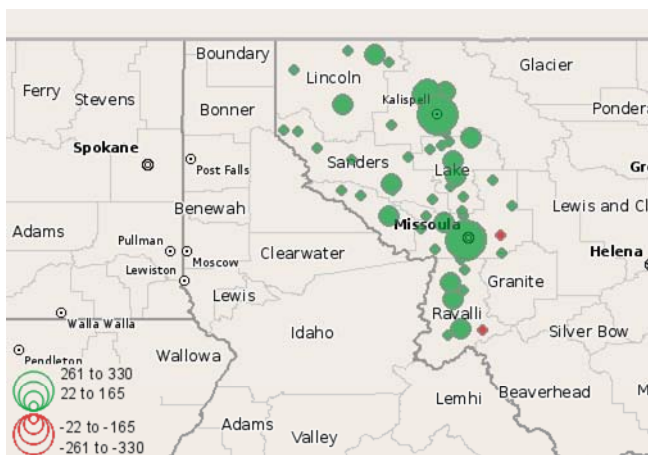 Boundary
Glacier
Lincoln
Ferry
Stevens
Bonner
Kalispell
Pondera
Spokane
Post Falls
Sanders
Lake
Benewah
Lewis and Cl
Adams
Missoula
Pullman
Moscow
Clearwater
Helena
Lewiston
Granite
Lewis
Walla Walla
Ravalli
Idaho
Silver Bow
Pendleton
Wallowa
261 to 330
22 to 165
Lemhi
Beaverhead
-22 to -165
-261 to -330
Adams
Valley